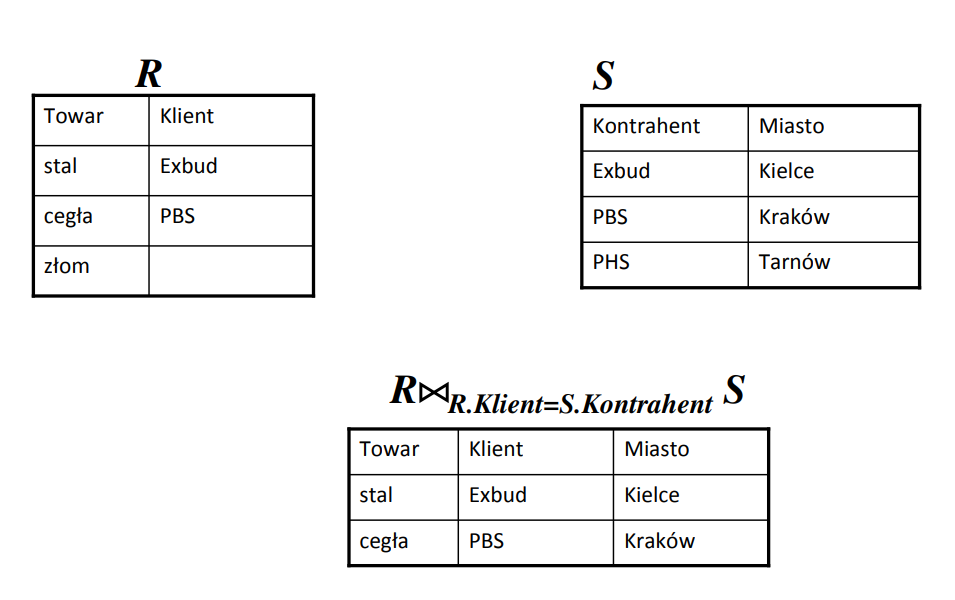 R
Towar Klient
stal Exbud
cegła PBS
złom
S
Kontrahent Miasto
Exbud Kielce
PBS Kraków
PHS Tarnów
R⋈R.Klient=S.Kontrahent S
Towar Klient Miasto
stal Exbud Kielce
cegła PBS Kraków